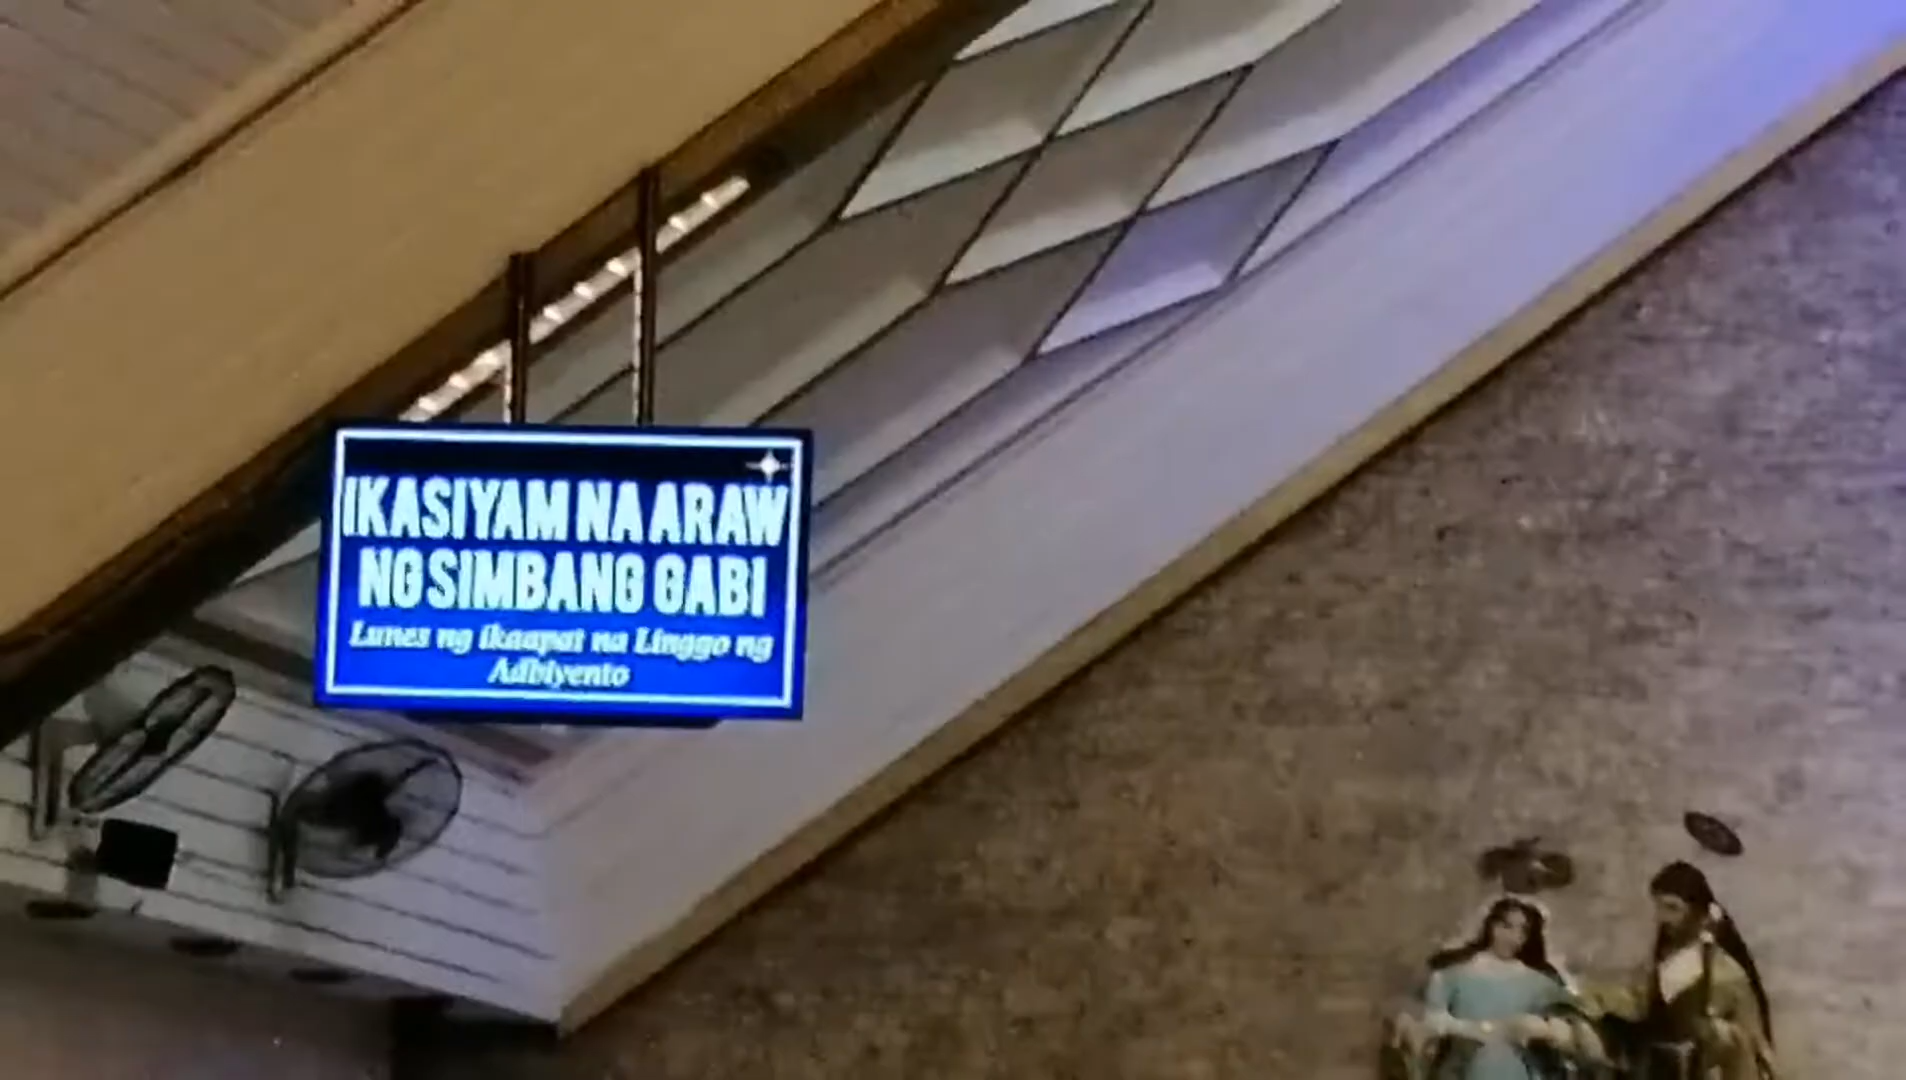 IKASIYAM NA ARAW
NG SIMBANG GABI
Lunes ng ikaapat na Linggo ng
Adbiyento